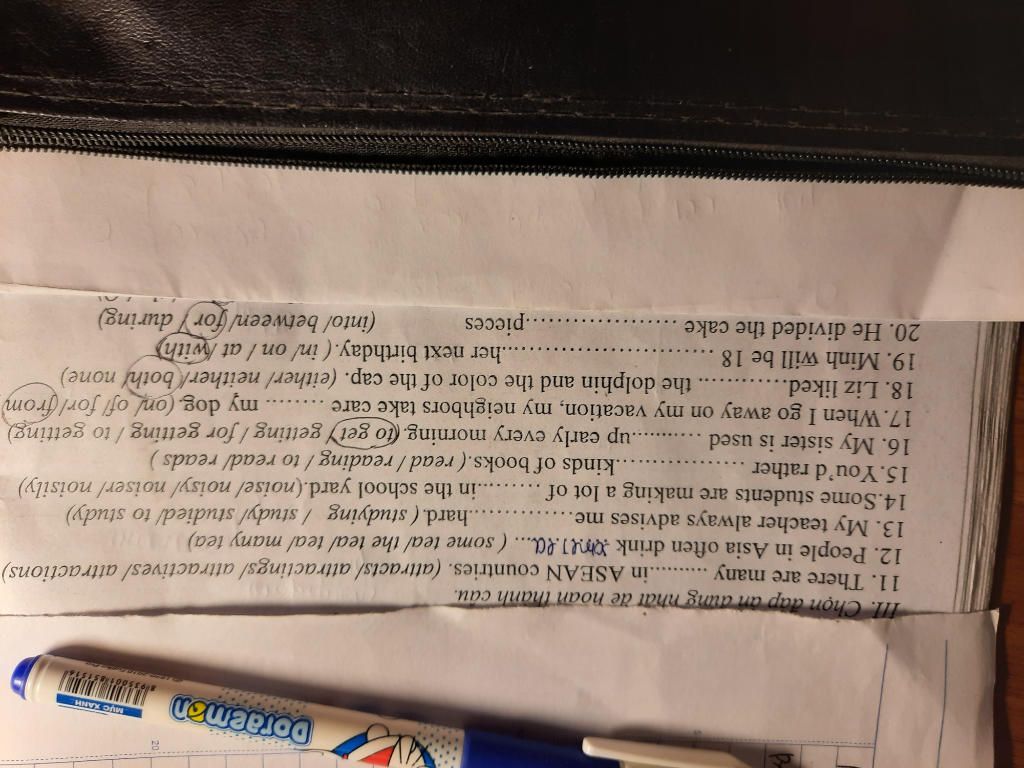 III. Chọn đáp án đúng nhất để hoàn thành câu.
11. There are many ..........in ASEAN countries. (attracts/ attractings/ attractives/ attractions)
12. People in Asia often drink .... ( some tea/ the tea/ tea/ many tea)
13. My teacher always advises me...............hard.( studying / study/ studied/ to study)
14.Some students are making a lot of .........in the school yard.(noise/ noisy/ noiser/ noisily)
15.You'd rather ..................kinds of books.( read / reading / to read/ reads )
16. My sister is used ..........up early every morning.(to get/ getting / for getting / to getting)
17. When I go away on my vacation, my neighbors take care ........ my dog. (on/ of/ for/ from)
18. Liz liked............ the dolphin and the color of the cap. (either/ neither/ both/ none)
19. Minh will be 18 ................................her next birthday.( in/ on / at / with)
20. He divided the cake .....................pieces (into/ between/ for / during)
DORAEMON
MỰC XANH